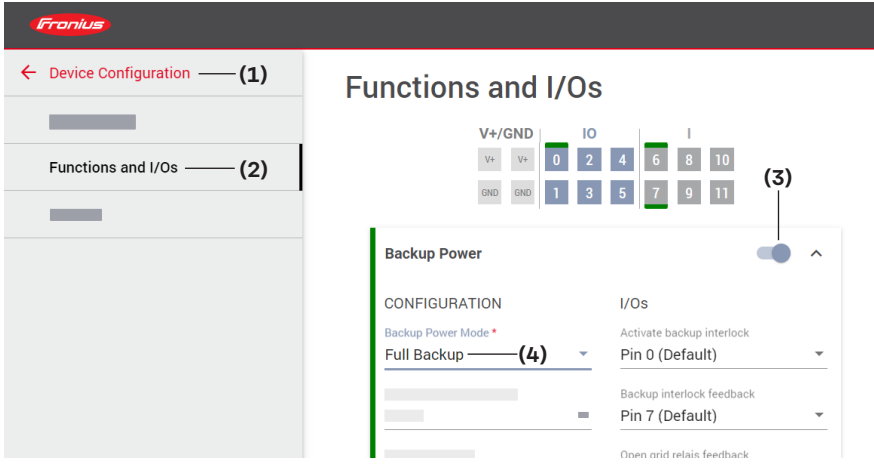 Fronius
Device Configuration (1)
Functions and I/Os (2)
Functions and I/Os
V+/GND IO I
V+ V+ 0 2 4 6 8 10
GND GND 1 3 5 7 9 11
(3)
Backup Power
CONFIGURATION
Backup Power Mode *
Full Backup (4)
I/Os
Activate backup interlock
Pin 0 (Default)
Backup interlock feedback
Pin 7 (Default)
Open grid relais feedback